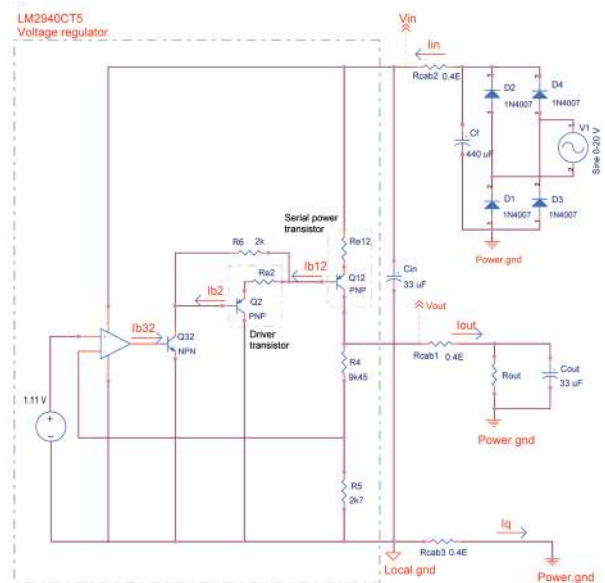 LM2940CT5
Voltage regulator
Vin
Iin
Rcab2 0.4E
D2
1N4007
D4
1N4007
V1
Sine 0-20 V
Cf
440 uF
D1
1N4007
D3
1N4007
Power.gnd
Serial power
transistor
Re12
R6 2k
Ib12
Q12
PNP
Cin
33 uF
Ib2
Re2
Q2
PNP
Driver
transistor
Ib32
Q32
NPN
Vout
Iout
Rcab1 0.4E
R4
9k45
Rout
Cout
33 uF
Power.gnd
1.11 V
R5
2k7
Iq
Rcab3 0.4E
Local.gnd
Power.gnd